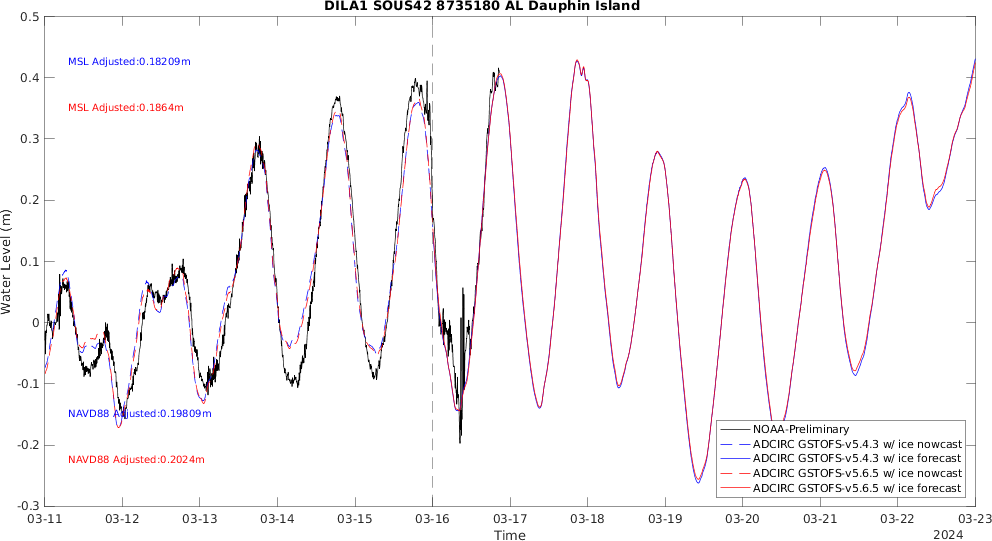 DILA1 SOUS42 8735180 AL Dauphin Island
0.5
0.4
0.3
0.2
0.1
0
-0.1
-0.2
-0.3
Water Level (m)
MSL Adjusted:0.18209m
MSL Adjusted:0.1864m
NAVD88 Adjusted:0.19809m
NAVD88 Adjusted:0.2024m
NOAA-Preliminary
ADCIRC GSTOFS-v5.4.3 w/ ice nowcast
ADCIRC GSTOFS-v5.4.3 w/ ice forecast
ADCIRC GSTOFS-v5.6.5 w/ ice nowcast
ADCIRC GSTOFS-v5.6.5 w/ ice forecast
03-11 03-12 03-13 03-14 03-15 03-16 03-17 03-18 03-19 03-20 03-21 03-22 03-23
Time
2024